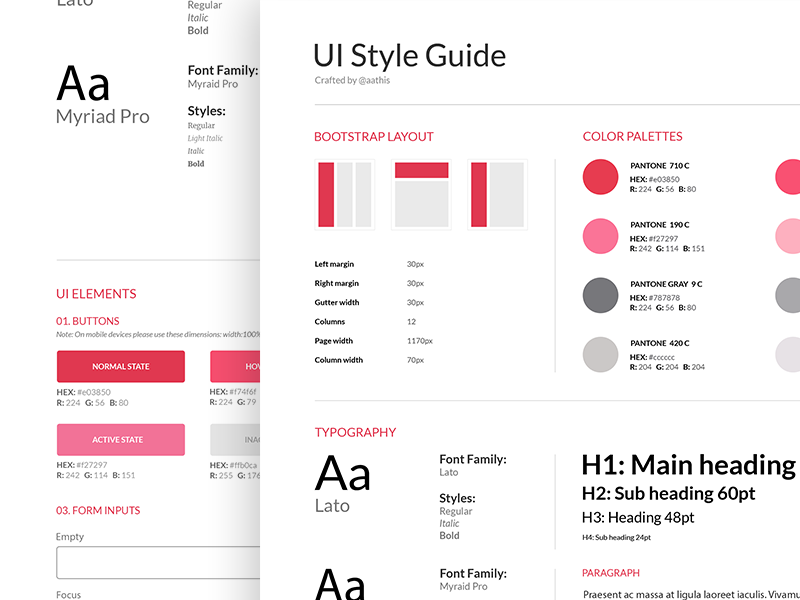 Lato
Regular
Italic
Bold
Aa
Myriad Pro
Font Family:
Myraid Pro
Styles:
Regular
Light Italic
Italic
Bold
UI ELEMENTS
01. BUTTONS
Note: On mobile devices please use these dimensions: width:100%
NORMAL STATE
HEX: #e03850
R: 224 G: 56 B: 80
HEX: #f74f6f
R: 224 G: 79
ACTIVE STATE
HEX: #f27297
R: 242 G: 114 B: 151
HEX: #ffb0ca
R: 255 G: 176
03. FORM INPUTS
Empty
Focus
UI Style Guide
Crafted by @aathis
BOOTSTRAP LAYOUT
Left margin 30px
Right margin 30px
Gutter width 30px
Columns 12
Page width 1170px
Column width 70px
COLOR PALETTES
PANTONE 710 C
HEX: #e03850
R: 224 G: 56 B: 80
PANTONE 190 C
HEX: #f27297
R: 242 G: 114 B: 151
PANTONE GRAY 9 C
HEX: #787878
R: 224 G: 56 B: 80
PANTONE 420 C
HEX: #cccccc
R: 204 G: 204 B: 204
TYPOGRAPHY
Aa
Lato
Font Family:
Lato
Styles:
Regular
Italic
Bold
Aa
Font Family:
Myraid Pro
H1: Main heading
H2: Sub heading 60pt
H3: Heading 48pt
H4: Sub heading 24pt
PARAGRAPH
Praesent ac massa at ligula laoreet iaculis. Vivamu